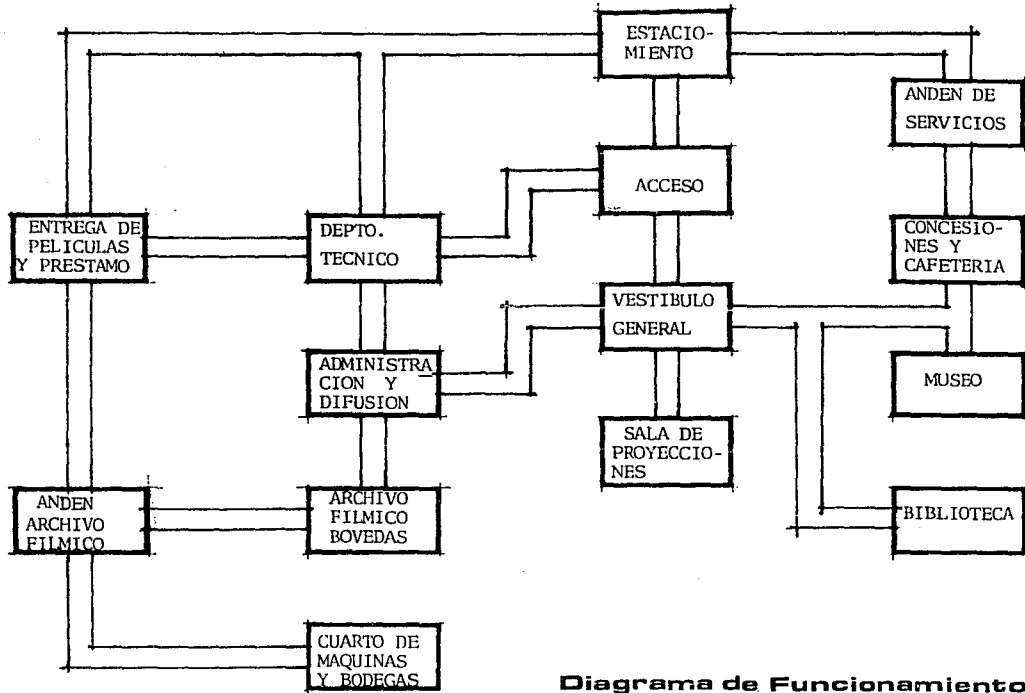 ESTACIO-
MIENTO
ANDEN DE
SERVICIOS
ACCESO
ENTREGA DE
PELICULAS
Y PRESTAMO
DEPTO.
TECNICO
CONCESIO-
NES Y
CAFETERIA
VESTIBULO
GENERAL
ADMINISTRA
CION Y
DIFUSION
MUSEO
SALA DE
PROYECCIO-
NES
ANDEN
ARCHIVO
FILMICO
ARCHIVO
FILMICO
BOVEDAS
BIBLIOTECA
CUARTO DE
MAQUINAS
Y BODEGAS
Diagrama de Funcionamiento